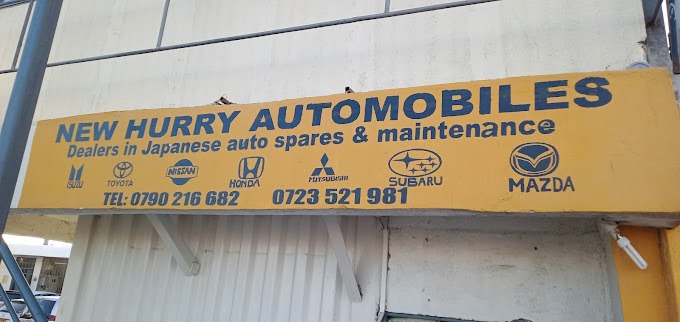 NEW HURRY AUTOMOBILES
Dealers in Japanese auto spares & maintenance
ISUZU TOYOTA NISSAN HONDA MITSUBISHI SUBARU MAZDA
TEL: 0790 216 682 0723 521 981